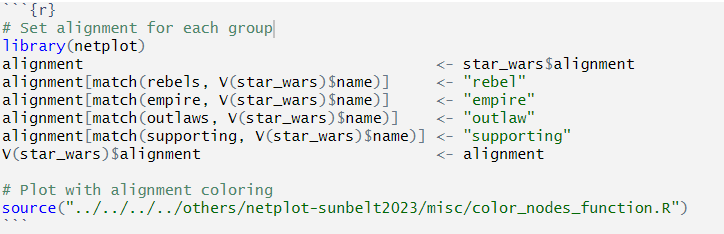 ```{r}
# Set alignment for each group
library(netplot)
alignment                                        <- star_wars$alignment
alignment[match(rebels, V(star_wars)$name)]      <- "rebel"
alignment[match(empire, V(star_wars)$name)]      <- "empire"
alignment[match(outlaws, V(star_wars)$name)]     <- "outlaw"
alignment[match(supporting, V(star_wars)$name)]  <- "supporting"
V(star_wars)$alignment                           <- alignment

# Plot with alignment coloring
source("../../../../others/netplot-sunbelt2023/misc/color_nodes_function.R")
```